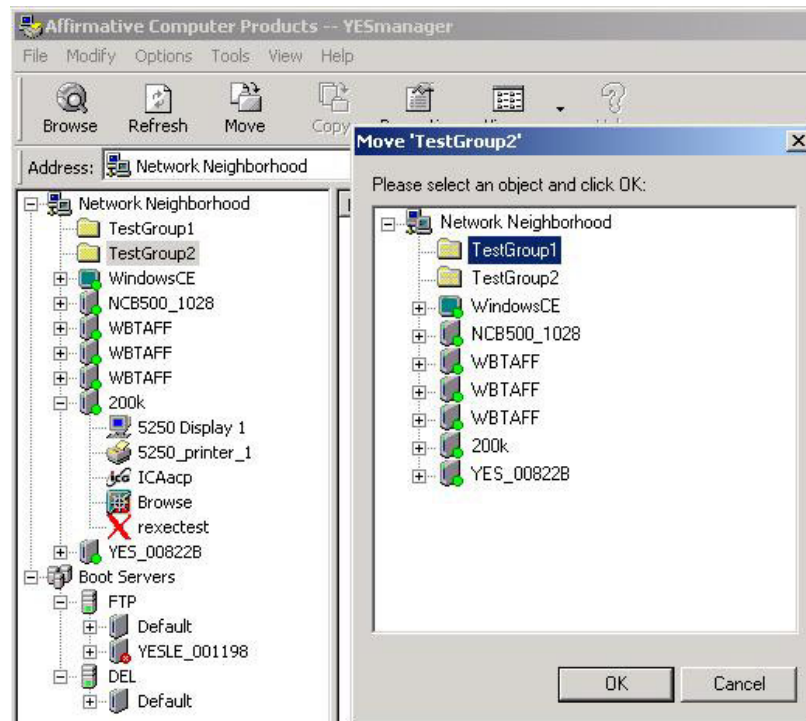 Affirmative Computer Products -- YESmanager
File Modify Options Tools View Help
Browse Refresh Move Copy
Address: Network Neighborhood
Network Neighborhood
TestGroup1
TestGroup2
WindowsCE
NCB500_1028
WBTAFF
WBTAFF
WBTAFF
200k
5250 Display 1
5250_printer_1
ICAacp
Browse
rexectest
YES_00822B
Boot Servers
FTP
Default
YESLE_001198
DEL
Default
Move 'TestGroup2'
Please select an object and click OK:
Network Neighborhood
TestGroup1
TestGroup2
WindowsCE
NCB500_1028
WBTAFF
WBTAFF
WBTAFF
200k
YES_00822B
OK Cancel